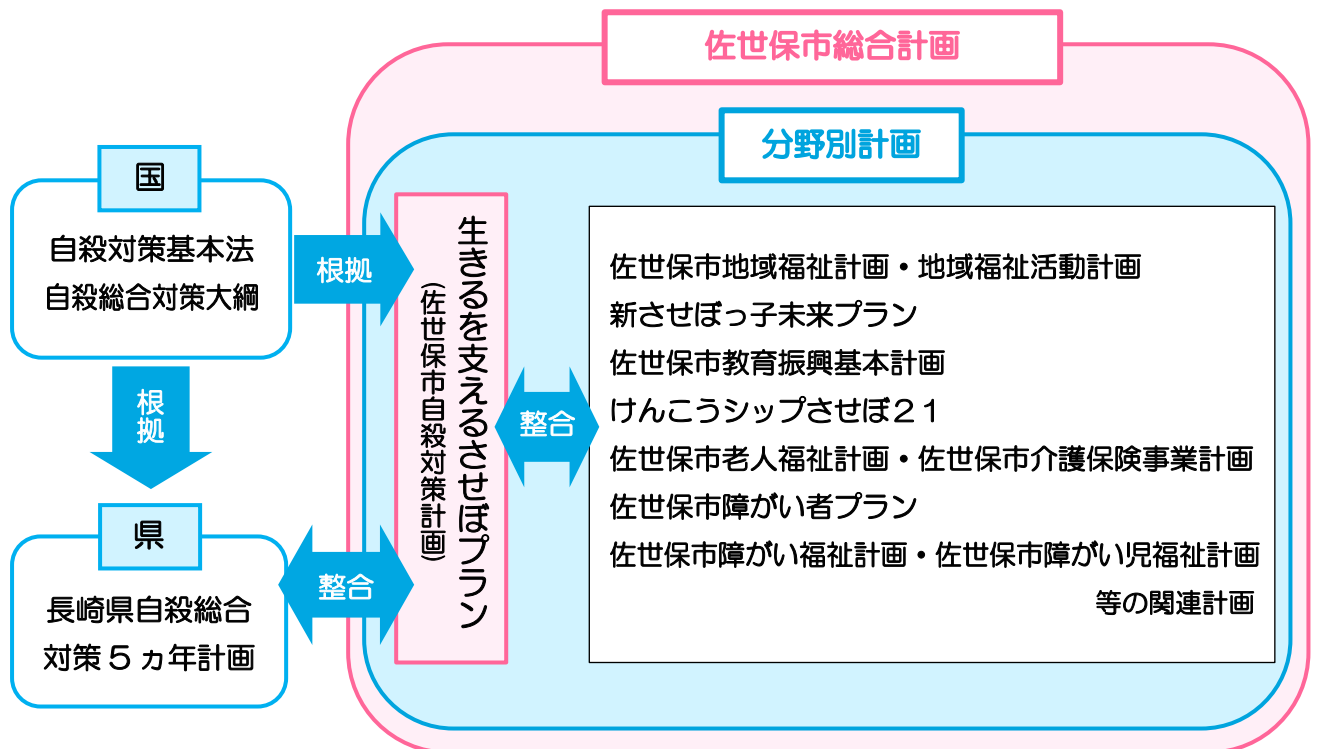 佐世保市総合計画
分野別計画
国
自殺対策基本法
自殺総合対策大綱
根拠
根拠
県
長崎県自殺総合
対策５ヵ年計画
整合
生きるを支えるさせぼプラン
(佐世保市自殺対策計画)
整合
佐世保市地域福祉計画・地域福祉活動計画
新させぼっ子未来プラン
佐世保市教育振興基本計画
けんこうシップさせぼ２１
佐世保市老人福祉計画・佐世保市介護保険事業計画
佐世保市障がい者プラン
佐世保市障がい福祉計画・佐世保市障がい児福祉計画
等の関連計画